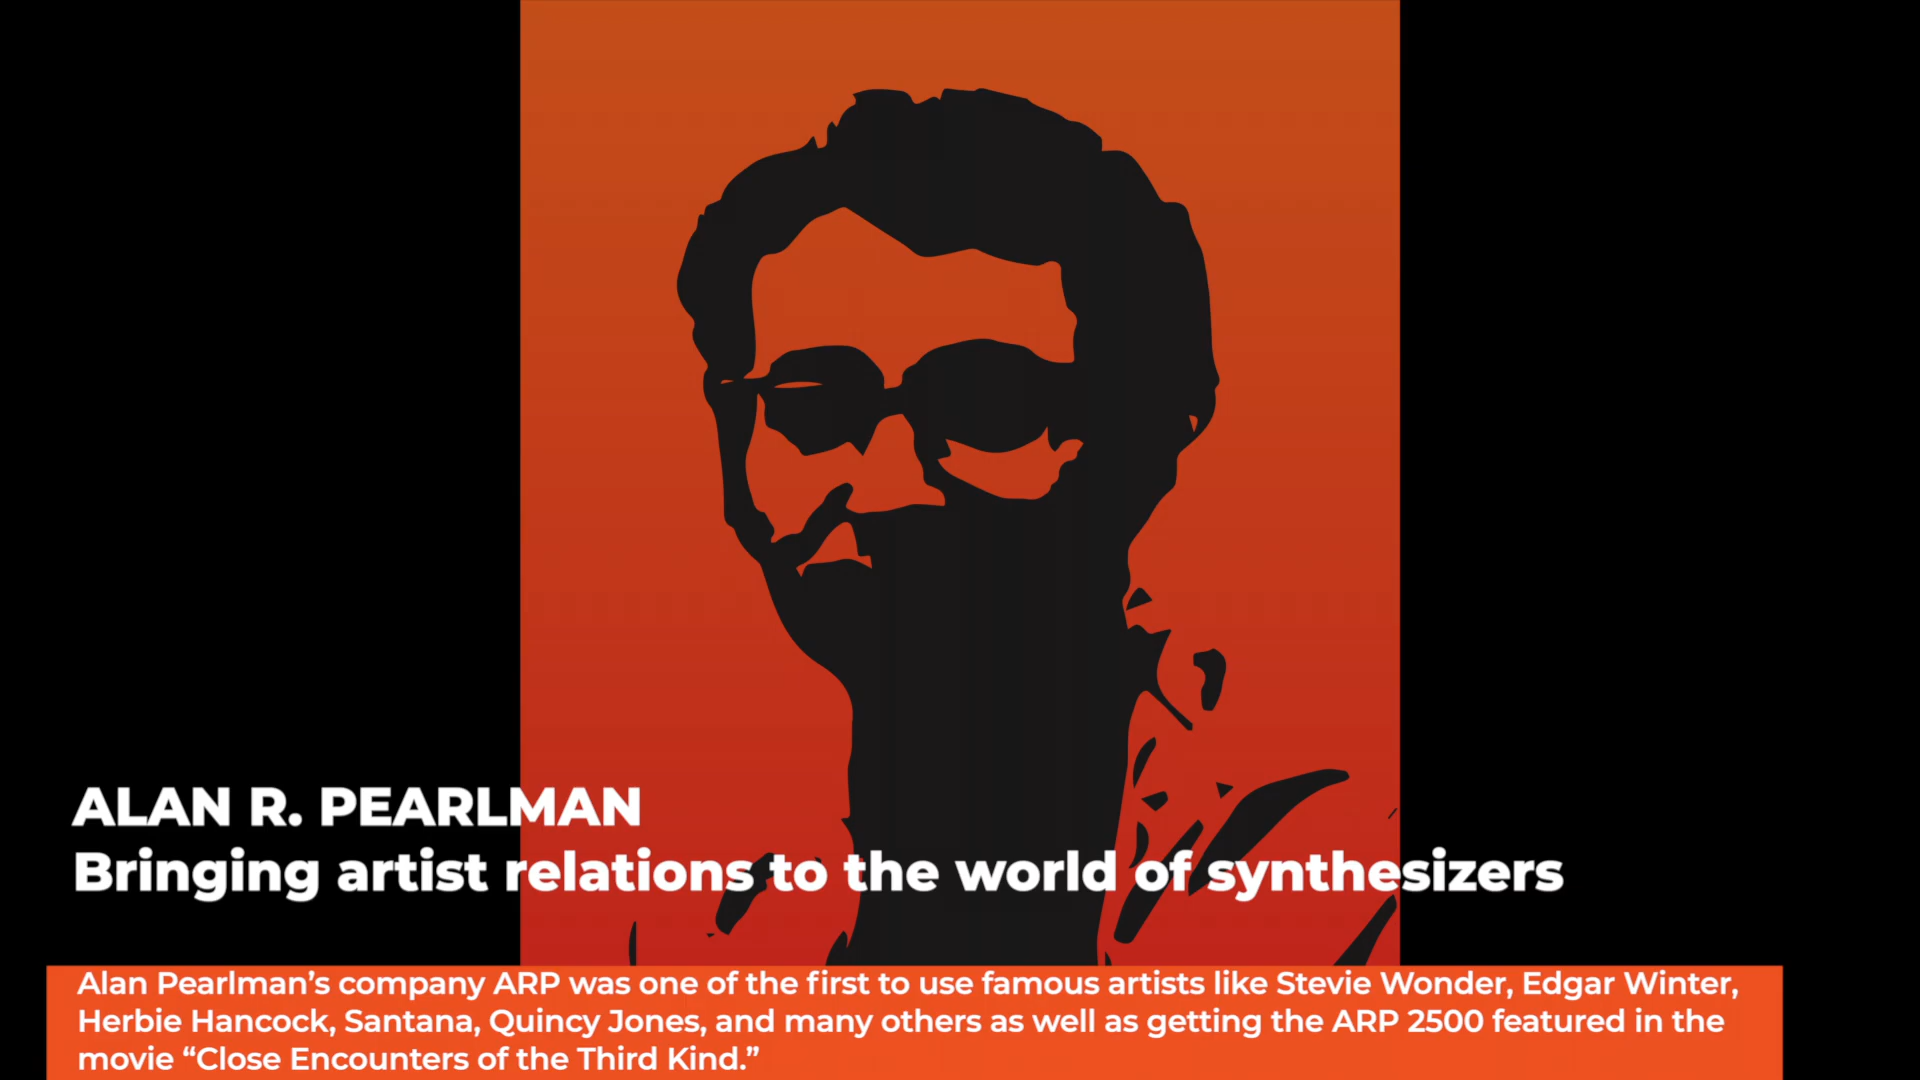 ALAN R. PEARLMAN
Bringing artist relations to the world of synthesizers
Alan Pearlman’s company ARP was one of the first to use famous artists like Stevie Wonder, Edgar Winter,
Herbie Hancock, Santana, Quincy Jones, and many others as well as getting the ARP 2500 featured in the
movie “Close Encounters of the Third Kind.”